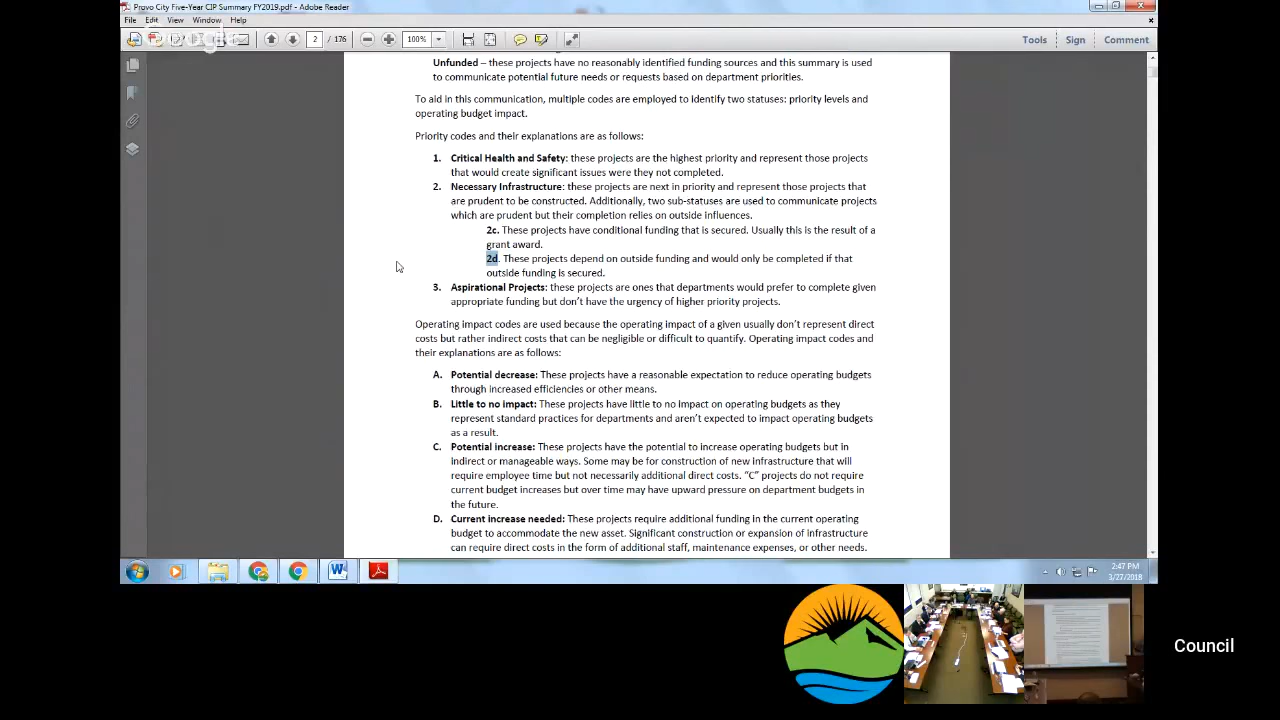 Provo City Five-Year CIP Summary FY2019.pdf - Adobe Reader
File Edit View Window Help
2 / 176 100% Tools Sign Comment
Unfunded – these projects have no reasonably identified funding sources and this summary is used
to communicate potential future needs or requests based on department priorities.
To aid in this communication, multiple codes are employed to identify two statuses: priority levels and
operating budget impact.
Priority codes and their explanations are as follows:
1. Critical Health and Safety: these projects are the highest priority and represent those projects
that would create significant issues were they not completed.
2. Necessary Infrastructure: these projects are next in priority and represent those projects that
are prudent to be constructed. Additionally, two sub-statuses are used to communicate projects
which are prudent but their completion relies on outside influences.
2c. These projects have conditional funding that is secured. Usually this is the result of a
grant award.
2d. These projects depend on outside funding and would only be completed if that
outside funding is secured.
3. Aspirational Projects: these projects are ones that departments would prefer to complete given
appropriate funding but don't have the urgency of higher priority projects.
Operating impact codes are used because the operating impact of a given usually don't represent direct
costs but rather indirect costs that can be negligible or difficult to quantify. Operating impact codes and
their explanations are as follows:
A. Potential decrease: These projects have a reasonable expectation to reduce operating budgets
through increased efficiencies or other means.
B. Little to no impact: These projects have little to no impact on operating budgets as they
represent standard practices for departments and aren't expected to impact operating budgets
as a result.
C. Potential increase: These projects have the potential to increase operating budgets but in
indirect or manageable ways. Some may be for construction of new infrastructure that will
require employee time but not necessarily additional direct costs. "C" projects do not require
current budget increases but over time may have upward pressure on department budgets in
the future.
D. Current increase needed: These projects require additional funding in the current operating
budget to accommodate the new asset. Significant construction or expansion of infrastructure
can require direct costs in the form of additional staff, maintenance expenses, or other needs.
2:47 PM
3/27/2018
Council